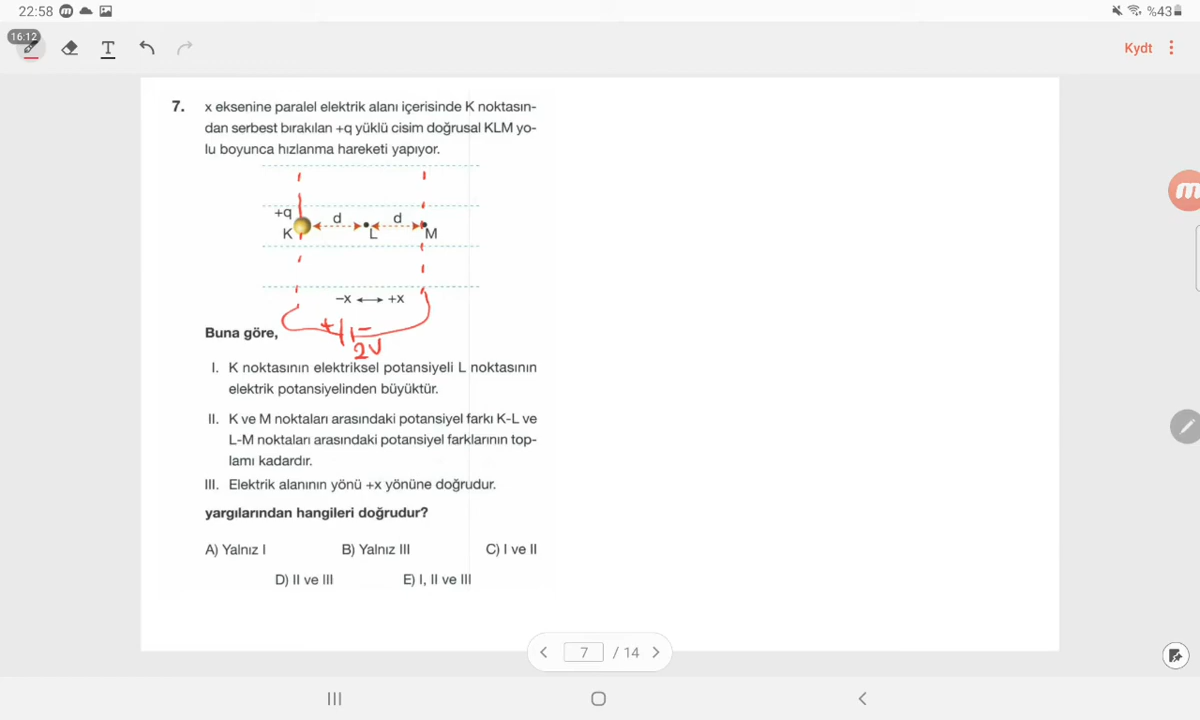 22:58 %43
16:12
T Kydt
7. x eksenine paralel elektrik alanı içerisinde K noktasın-
dan serbest bırakılan +q yüklü cisim doğrusal KLM yo-
lu boyunca hızlanma hareketi yapıyor.
+q d d
K L M
−x +x
+ −
2V
Buna göre,
I. K noktasının elektriksel potansiyeli L noktasının
elektrik potansiyelinden büyüktür.
II. K ve M noktaları arasındaki potansiyel farkı K-L ve
L-M noktaları arasındaki potansiyel farklarının top-
lamı kadardır.
III. Elektrik alanının yönü +x yönüne doğrudur.
yargılarından hangileri doğrudur?
A) Yalnız I B) Yalnız III C) I ve II
D) II ve III E) I, II ve III
7 / 14